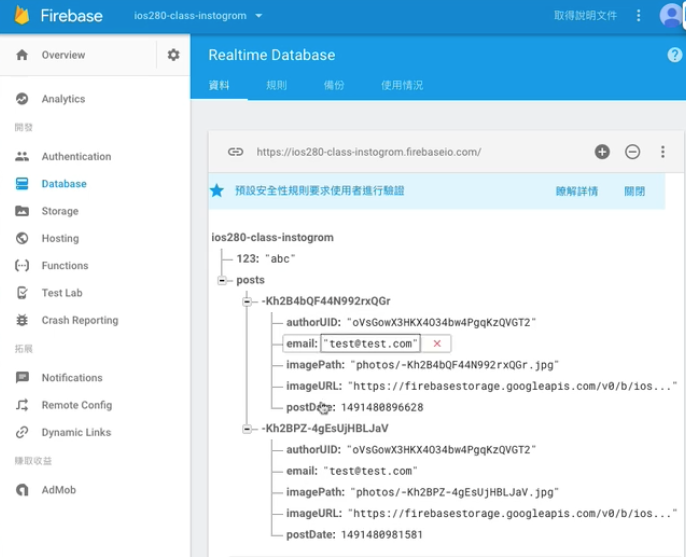 Firebase
ios280-class-instogrom
取得說明文件
Overview
Realtime Database
資料 規則 備份 使用情況
Analytics
開發
Authentication
Database
Storage
Hosting
Functions
Test Lab
Crash Reporting
拓展
Notifications
Remote Config
Dynamic Links
賺取收益
AdMob
https://ios280-class-instogrom.firebaseio.com/
預設安全性規則要求使用者進行驗證 瞭解詳情 關閉
ios280-class-instogrom
123: "abc"
posts
-Kh2B4bQF44N992rxQGr
authorUID: "oVsGowX3HKX4O34bw4PgqKzQVGT2"
email: "test@test.com"
imagePath: "photos/-Kh2B4bQF44N992rxQGr.jpg"
imageURL: "https://firebasestorage.googleapis.com/v0/b/ios..."
postDate: 1491480896628
-Kh2BPZ-4gEsUjHBLJaV
authorUID: "oVsGowX3HKX4O34bw4PgqKzQVGT2"
email: "test@test.com"
imagePath: "photos/-Kh2BPZ-4gEsUjHBLJaV.jpg"
imageURL: "https://firebasestorage.googleapis.com/v0/b/ios..."
postDate: 1491480981581